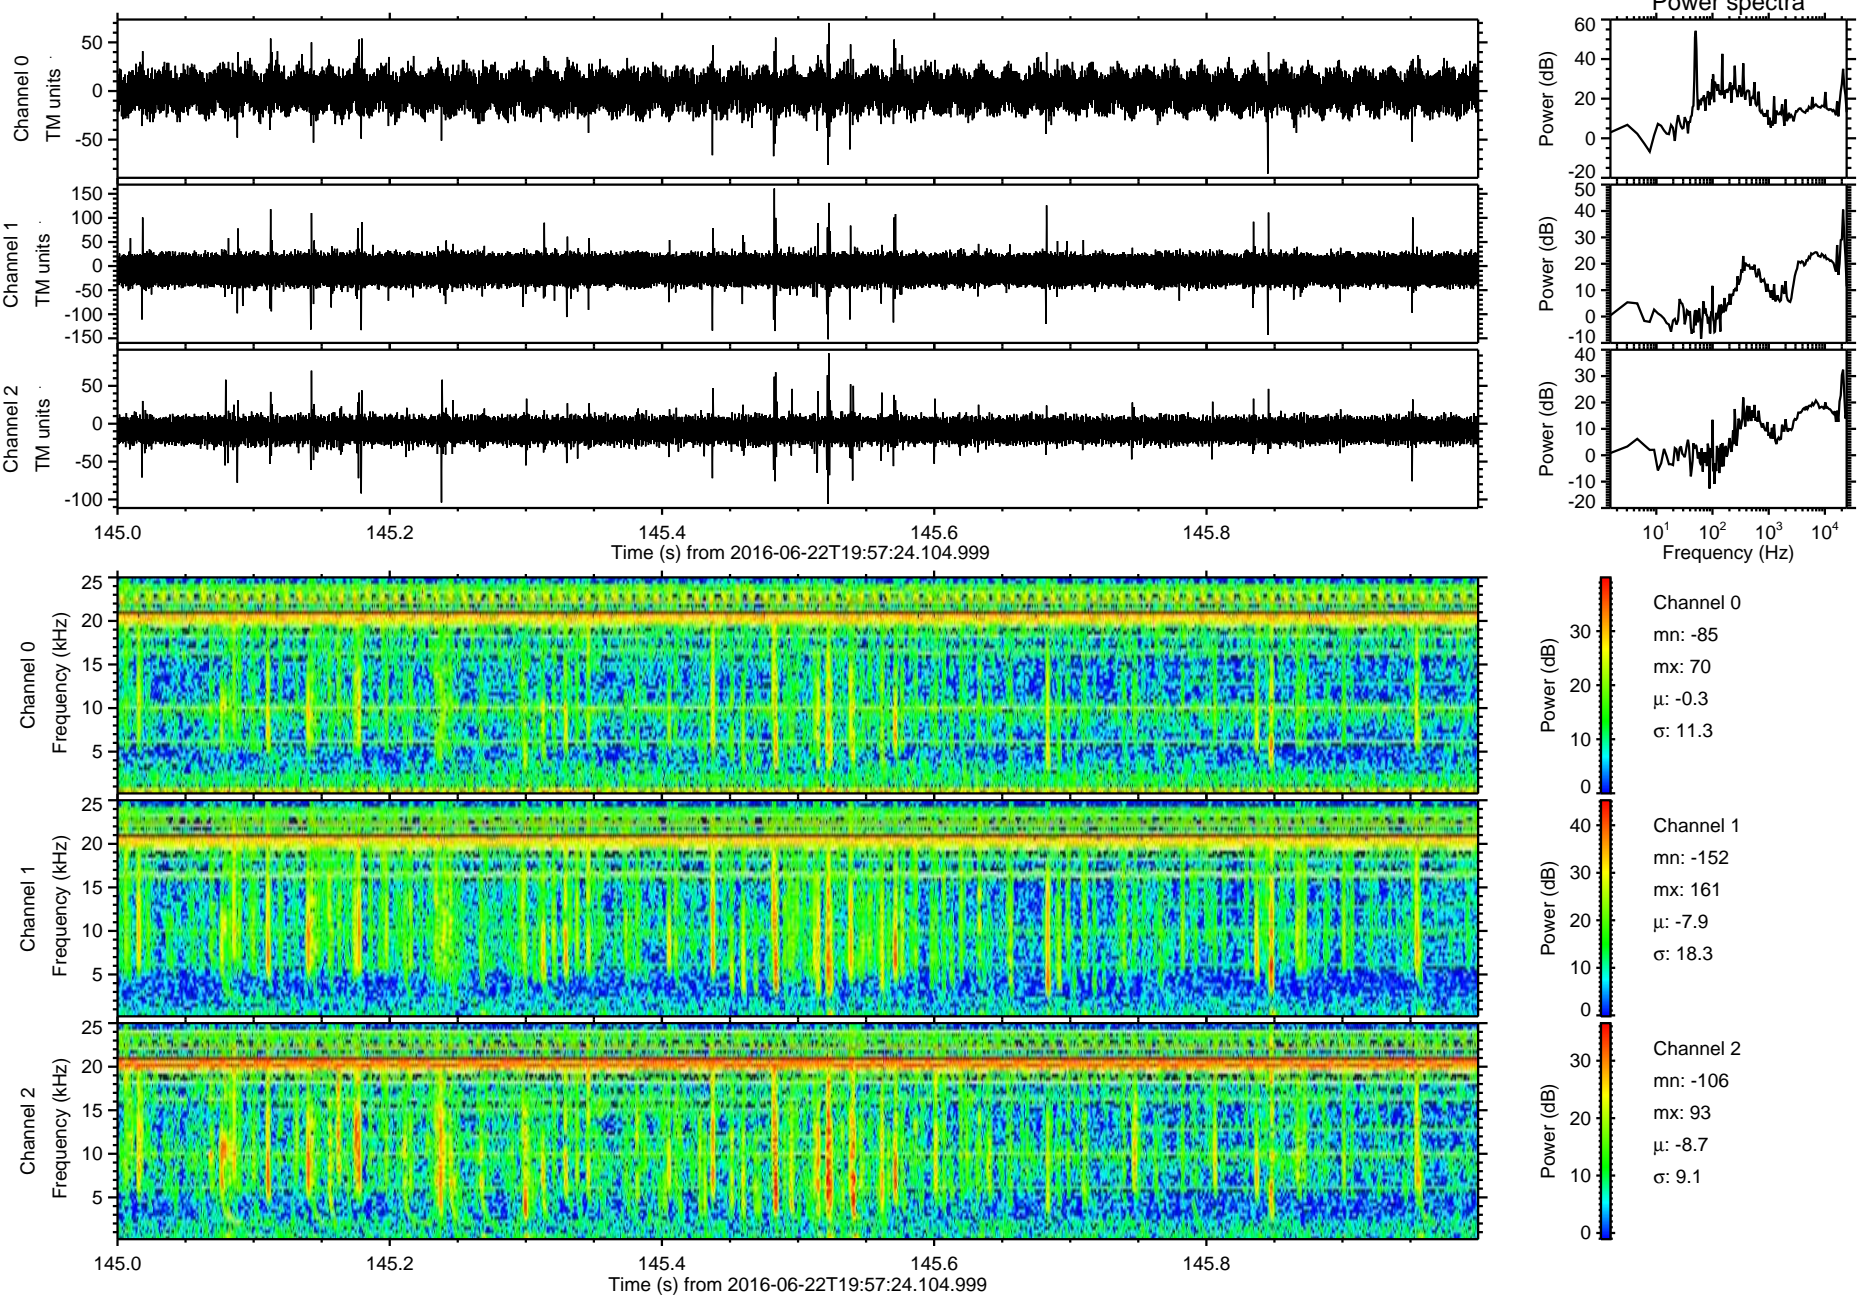 Power spectra
Channel 0
TM units
50
0
-50
Power (dB)
60
40
20
0
-20
Channel 1
TM units
150
100
50
0
-50
-100
-150
Power (dB)
50
40
30
20
10
0
-10
Channel 2
TM units
50
0
-50
-100
Power (dB)
40
30
20
10
0
-10
-20
145.0 145.2 145.4 145.6 145.8
Time (s) from 2016-06-22T19:57:24.104.999
10^1 10^2 10^3 10^4
Frequency (Hz)
Channel 0
Frequency (kHz)
25
20
15
10
5
Power (dB)
30
20
10
0
Channel 0
mn: -85
mx: 70
μ: -0.3
σ: 11.3
Channel 1
Frequency (kHz)
25
20
15
10
5
Power (dB)
40
30
20
10
0
Channel 1
mn: -152
mx: 161
μ: -7.9
σ: 18.3
Channel 2
Frequency (kHz)
25
20
15
10
5
Power (dB)
30
20
10
0
Channel 2
mn: -106
mx: 93
μ: -8.7
σ: 9.1
145.0 145.2 145.4 145.6 145.8
Time (s) from 2016-06-22T19:57:24.104.999